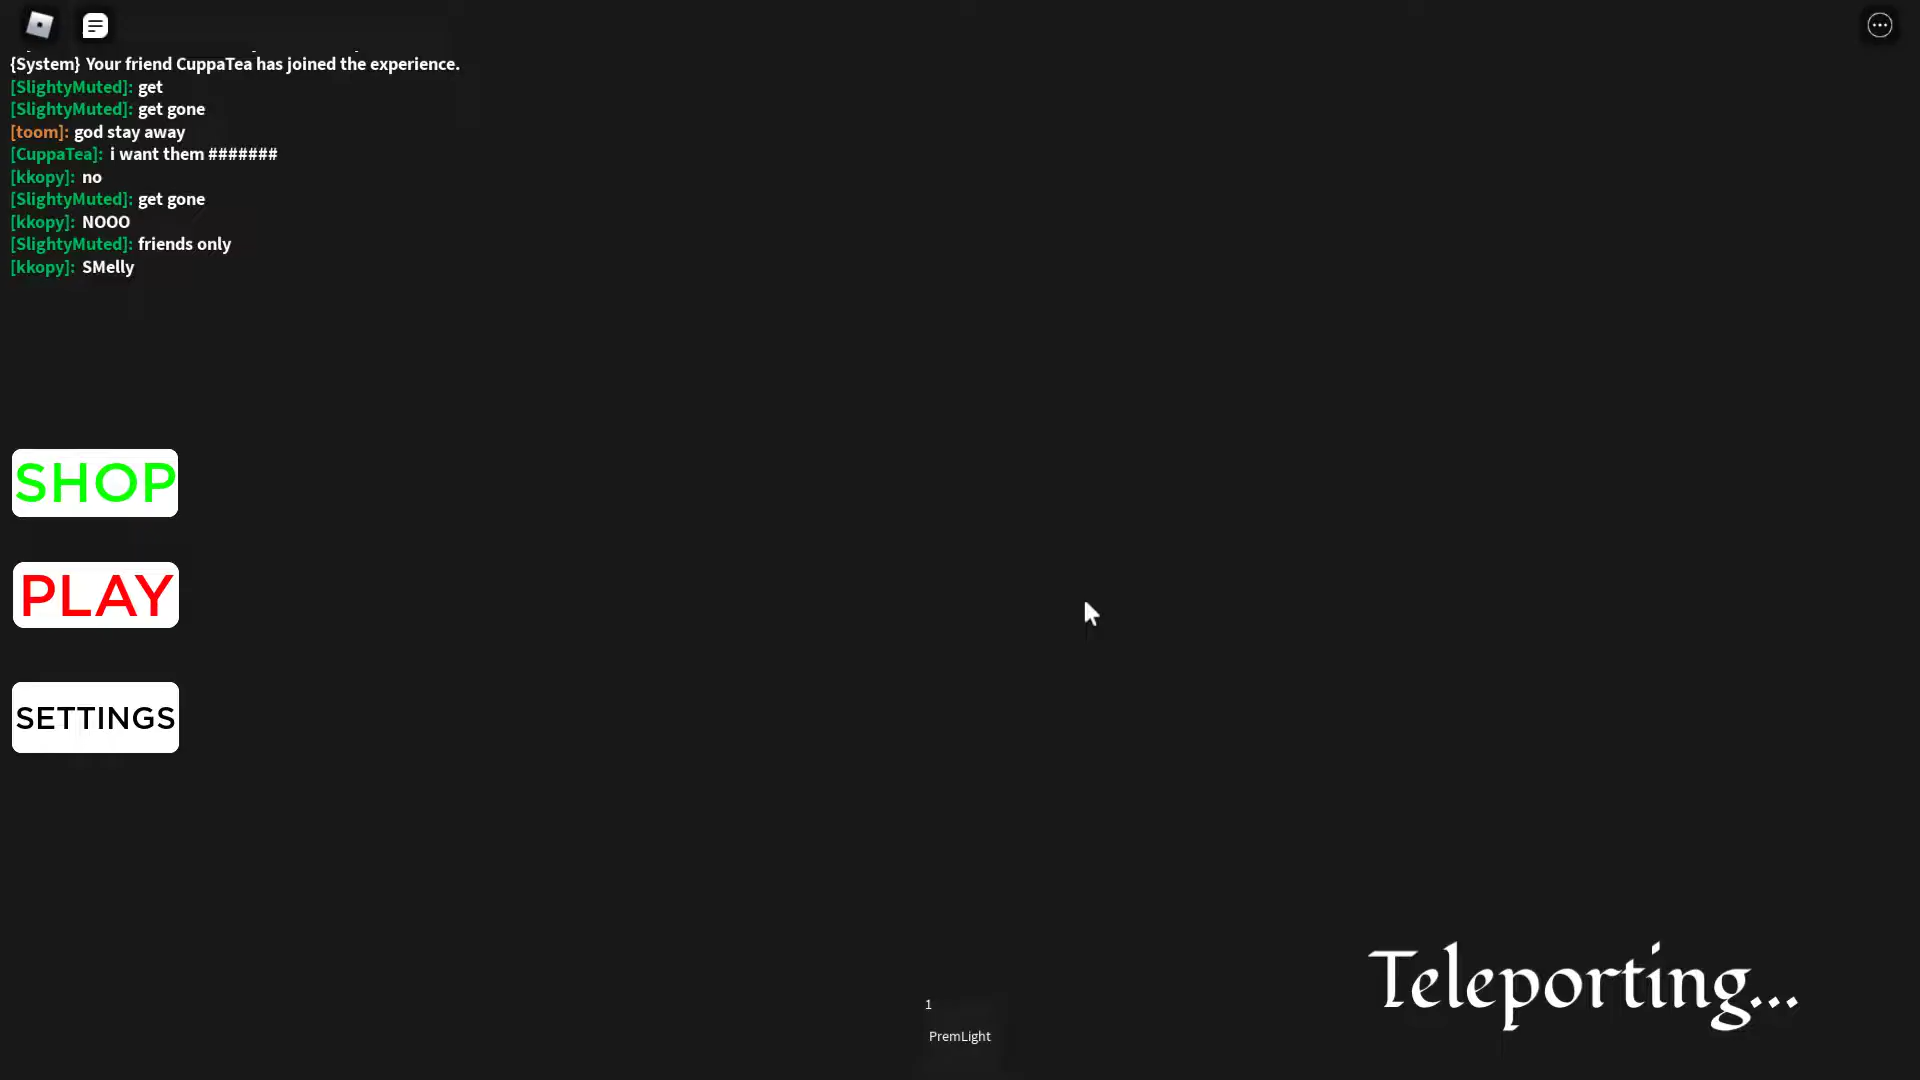 {System} Your friend CuppaTea has joined the experience.
[SlightyMuted]: get
[SlightyMuted]: get gone
[toom]: god stay away
[CuppaTea]: i want them #######
[kkopy]: no
[SlightyMuted]: get gone
[kkopy]: NOOO
[SlightyMuted]: friends only
[kkopy]: SMelly
SHOP
PLAY
SETTINGS
Teleporting...
1
PremLight